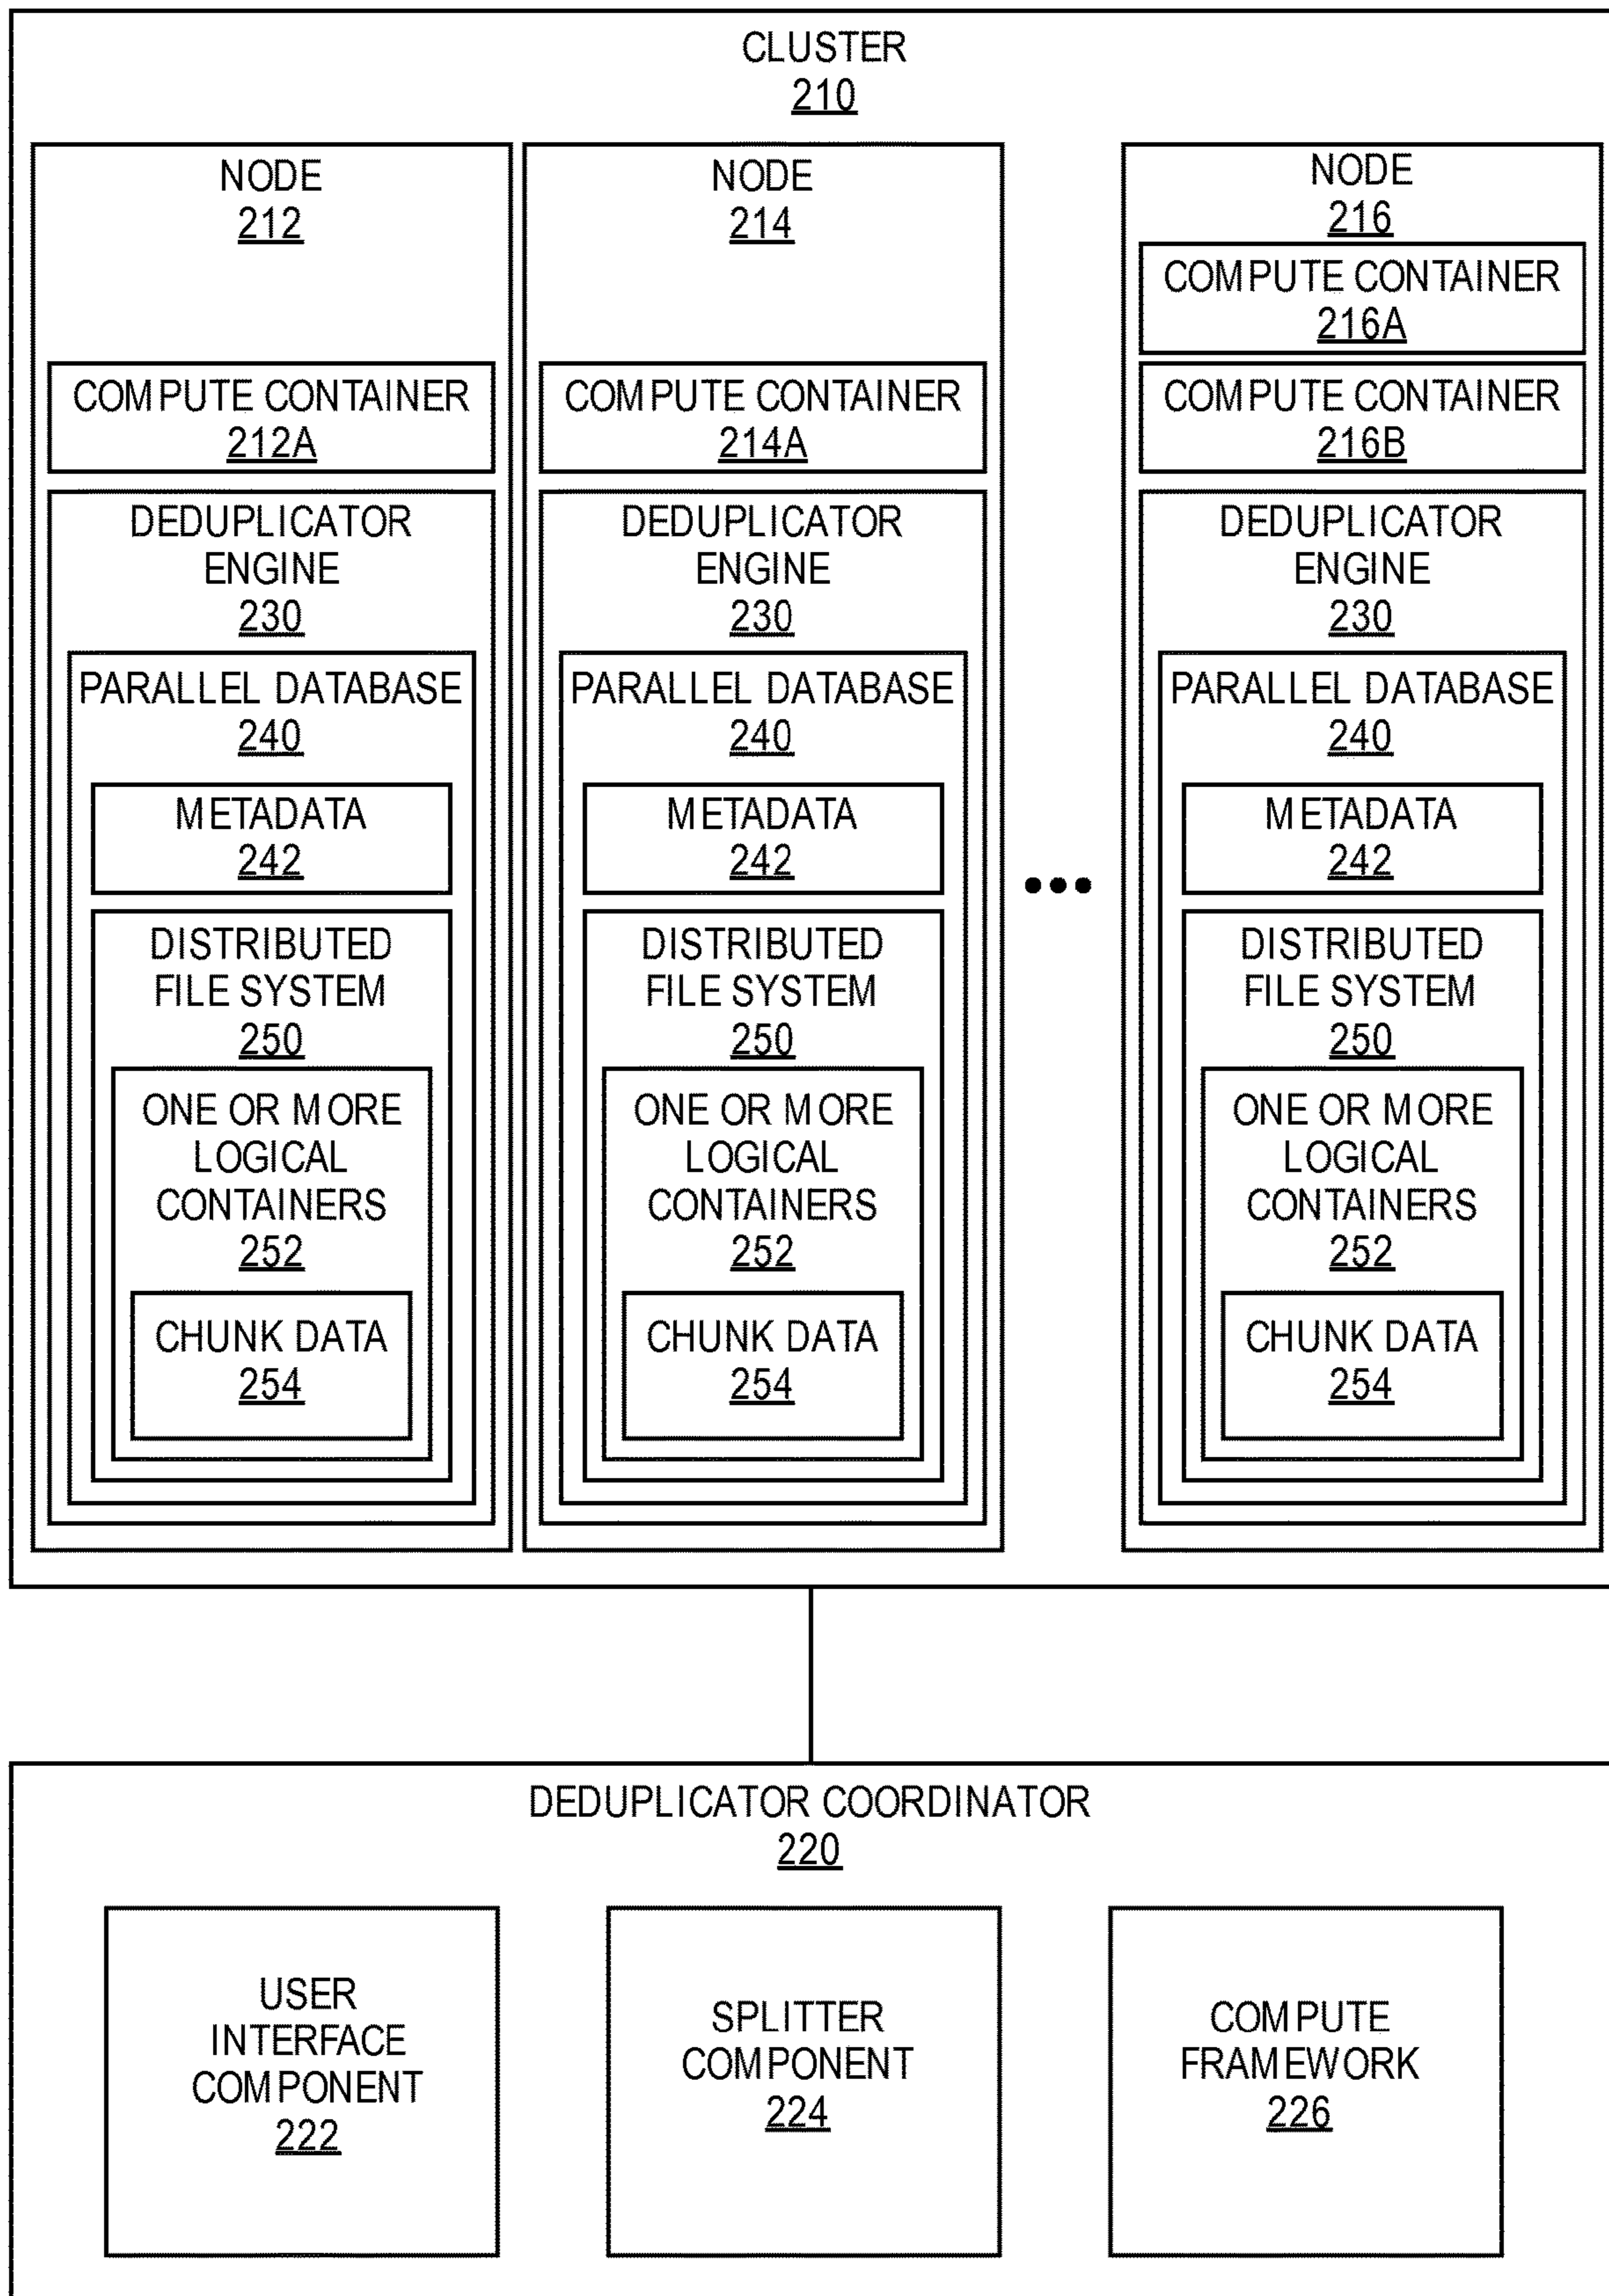 CLUSTER
210
NODE
212
COMPUTE CONTAINER
212A
DEDUPLICATOR
ENGINE
230
PARALLEL DATABASE
240
METADATA
242
DISTRIBUTED
FILE SYSTEM
250
ONE OR MORE
LOGICAL
CONTAINERS
252
CHUNK DATA
254
NODE
214
COMPUTE CONTAINER
214A
DEDUPLICATOR
ENGINE
230
PARALLEL DATABASE
240
METADATA
242
DISTRIBUTED
FILE SYSTEM
250
ONE OR MORE
LOGICAL
CONTAINERS
252
CHUNK DATA
254
NODE
216
COMPUTE CONTAINER
216A
COMPUTE CONTAINER
216B
DEDUPLICATOR
ENGINE
230
PARALLEL DATABASE
240
METADATA
242
DISTRIBUTED
FILE SYSTEM
250
ONE OR MORE
LOGICAL
CONTAINERS
252
CHUNK DATA
254
DEDUPLICATOR COORDINATOR
220
USER
INTERFACE
COMPONENT
222
SPLITTER
COMPONENT
224
COMPUTE
FRAMEWORK
226